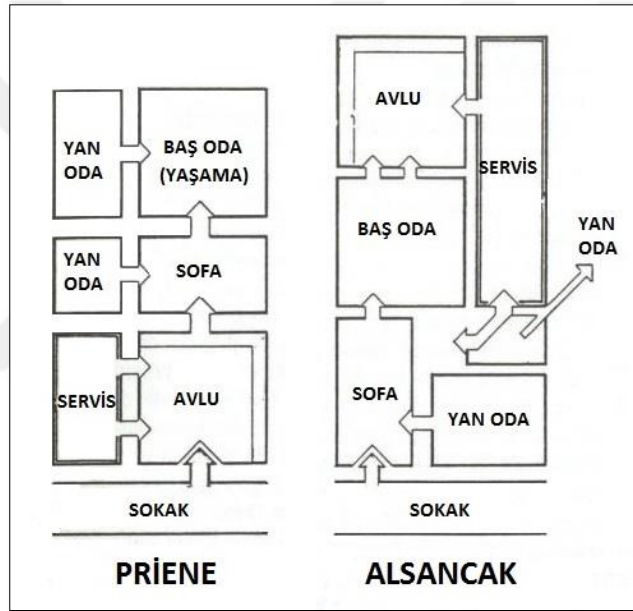 YAN
ODA
BAŞ ODA
(YAŞAMA)
YAN
ODA
SOFA
SERVİS
AVLU
SOKAK
PRİENE
AVLU
SERVİS
BAŞ ODA
YAN
ODA
SOFA
YAN ODA
SOKAK
ALSANCAK